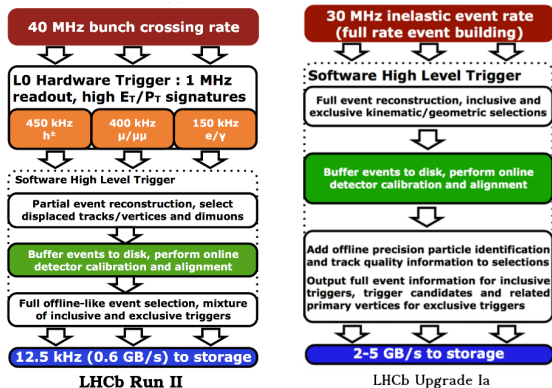 40 MHz bunch crossing rate
L0 Hardware Trigger : 1 MHz
readout, high ET/PT signatures
450 kHz
h±
400 kHz
μ/μμ
150 kHz
e/γ
Software High Level Trigger
Partial event reconstruction, select
displaced tracks/vertices and dimuons
Buffer events to disk, perform online
detector calibration and alignment
Full offline-like event selection, mixture
of inclusive and exclusive triggers
12.5 kHz (0.6 GB/s) to storage
LHCb Run II
30 MHz inelastic event rate
(full rate event building)
Software High Level Trigger
Full event reconstruction, inclusive and
exclusive kinematic/geometric selections
Buffer events to disk, perform online
detector calibration and alignment
Add offline precision particle identification
and track quality information to selections
Output full event information for inclusive
triggers, trigger candidates and related
primary vertices for exclusive triggers
2-5 GB/s to storage
LHCb Upgrade Ia